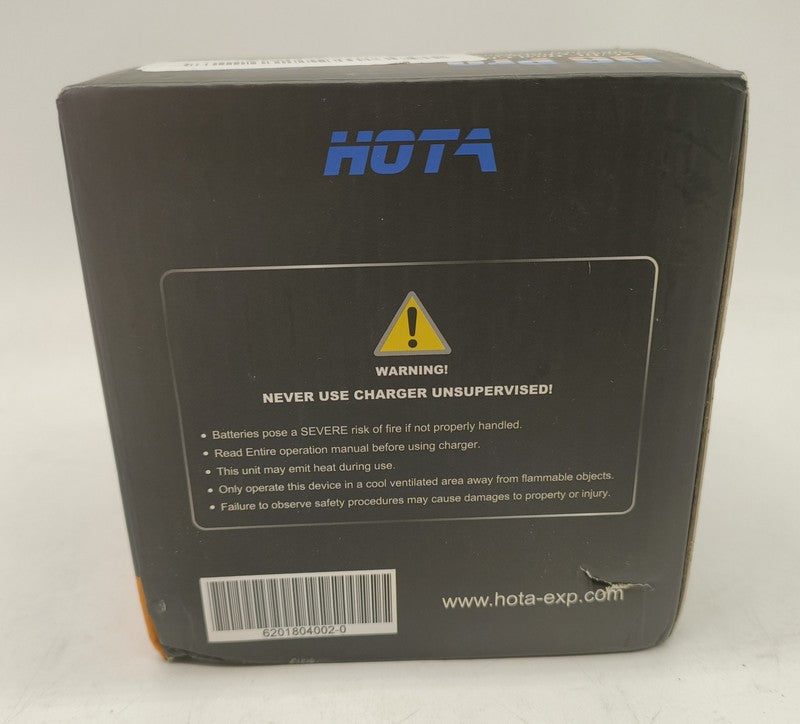 HOTA
WARNING!
NEVER USE CHARGER UNSUPERVISED!
• Batteries pose a SEVERE risk of fire if not properly handled.
• Read Entire operation manual before using charger.
• This unit may emit heat during use.
• Only operate this device in a cool ventilated area away from flammable objects.
• Failure to observe safety procedures may cause damages to property or injury.
www.hota-exp.com
6201804002-0